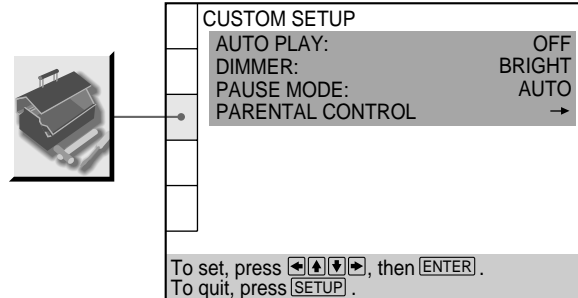 CUSTOM SETUP
AUTO PLAY: OFF
DIMMER: BRIGHT
PAUSE MODE: AUTO
PARENTAL CONTROL →
To set, press ←↑↓→, then ENTER.
To quit, press SETUP.